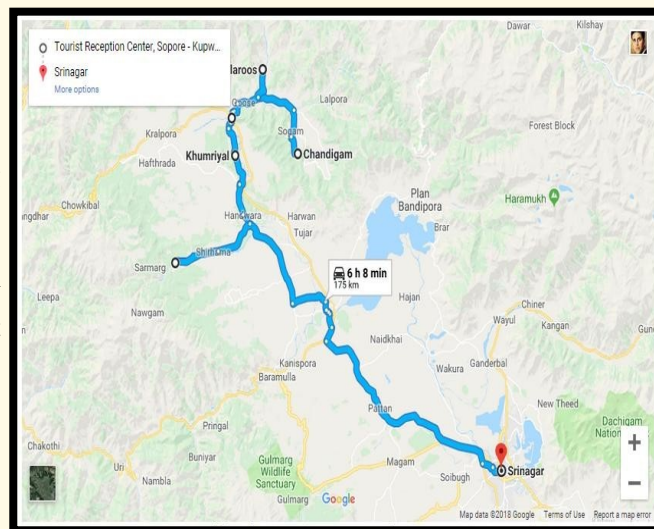 Tourist Reception Center, Sopore - Kupw...
Srinagar
More options
Dawar
Kilshay
laroos
Goose
Lalpora
Kralpora
Sogam
Forest Block
Khumriyal
Chandigam
Hafthrada
Chowkibal
Plan
Bandipora
Haramukh
Handwara
Harwan
Tujar
Brar
Sarmarg
6 h 8 min
175 km
Leepa
Nawgam
Hajan
Chiner
Wayul
Kangan
Naidkhai
Kanispora
Wakura
Ganderbal
Baramulla
Pattan
New Theed
Pringal
Chakothi
Uri
Buniyar
Nambla
Gulmarg
Wildlife
Sanctuary
Magam
Soibugh
Srinagar
Dachigam
Gulmarg
Google
Map data ©2018 Google
Terms of Use
Report a map error